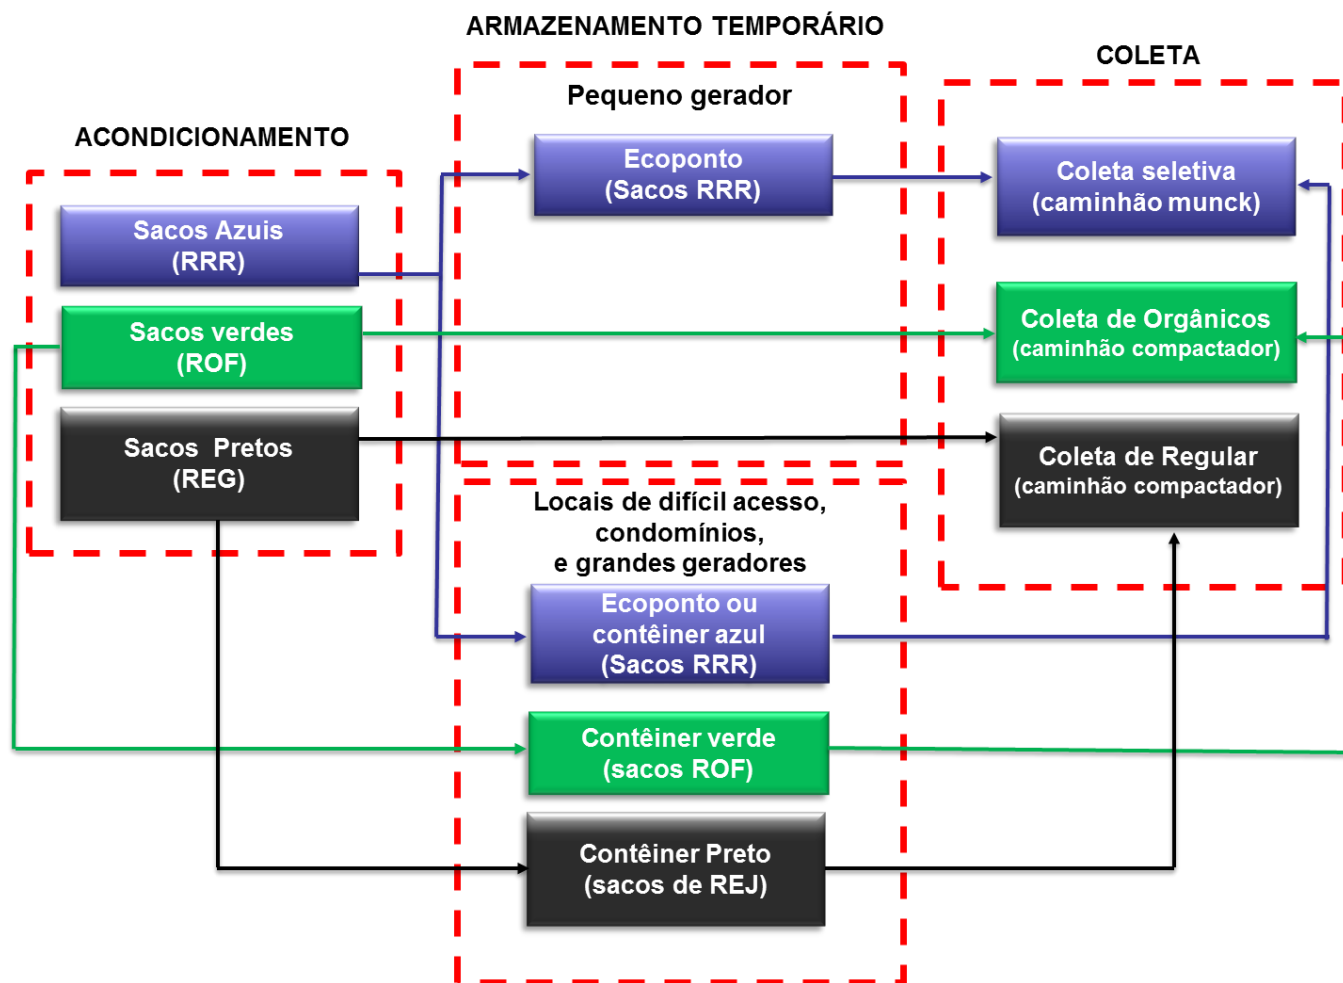 ARMAZENAMENTO TEMPORÁRIO
COLETA
ACONDICIONAMENTO
Pequeno gerador
Ecoponto
(Sacos RRR)
Coleta seletiva
(caminhão munck)
Sacos Azuis
(RRR)
Sacos verdes
(ROF)
Coleta de Orgânicos
(caminhão compactador)
Sacos Pretos
(REG)
Coleta de Regular
(caminhão compactador)
Locais de difícil acesso,
condomínios,
e grandes geradores
Ecoponto ou
contêiner azul
(Sacos RRR)
Contêiner verde
(sacos ROF)
Contêiner Preto
(sacos de REJ)